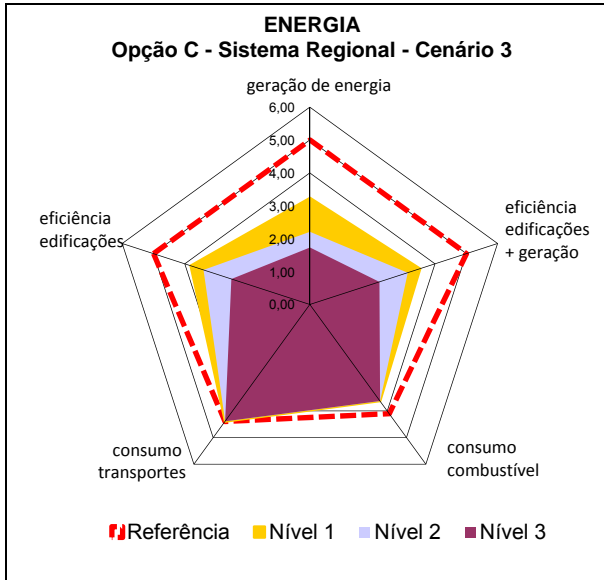 ENERGIA
Opção C - Sistema Regional - Cenário 3
geração de energia
6,00
5,00
4,00
3,00
2,00
1,00
0,00
eficiência
edificações
eficiência
edificações
+ geração
consumo
transportes
consumo
combustível
Referência Nível 1 Nível 2 Nível 3